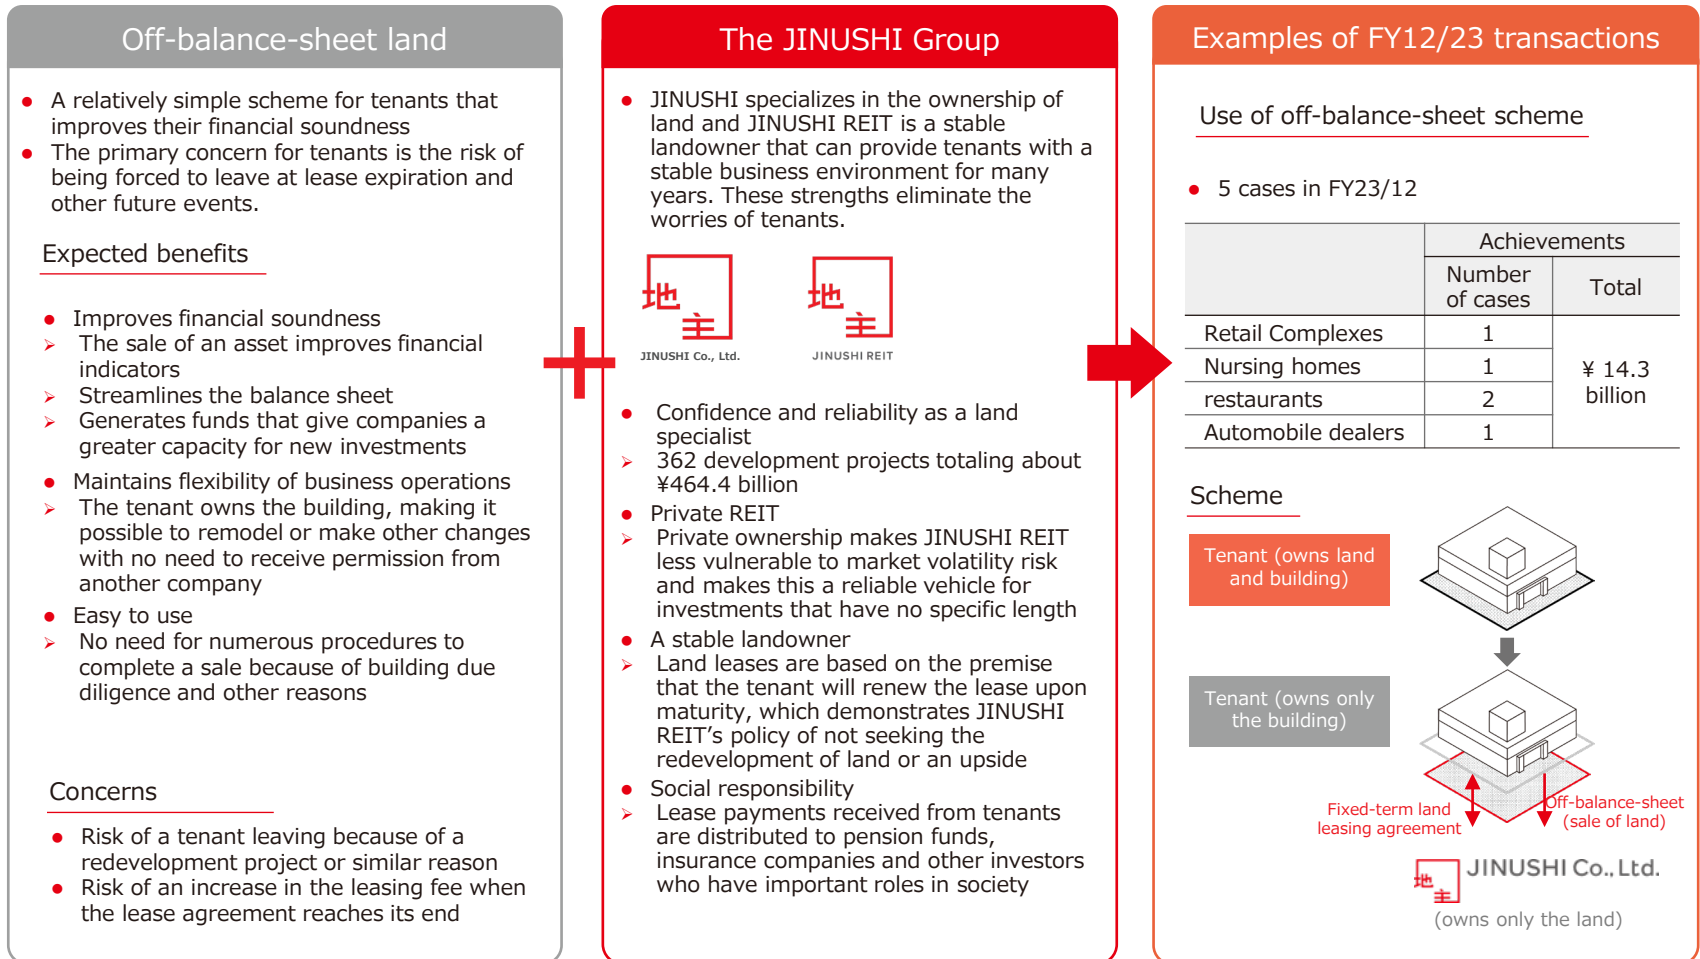 Off-balance-sheet land
● A relatively simple scheme for tenants that
improves their financial soundness
● The primary concern for tenants is the risk of
being forced to leave at lease expiration and
other future events.
Expected benefits
● Improves financial soundness
➢ The sale of an asset improves financial
indicators
➢ Streamlines the balance sheet
➢ Generates funds that give companies a
greater capacity for new investments
● Maintains flexibility of business operations
➢ The tenant owns the building, making it
possible to remodel or make other changes
with no need to receive permission from
another company
● Easy to use
➢ No need for numerous procedures to
complete a sale because of building due
diligence and other reasons
Concerns
● Risk of a tenant leaving because of a
redevelopment project or similar reason
● Risk of an increase in the leasing fee when
the lease agreement reaches its end
The JINUSHI Group
● JINUSHI specializes in the ownership of
land and JINUSHI REIT is a stable
landowner that can provide tenants with a
stable business environment for many
years. These strengths eliminate the
worries of tenants.
地主
JINUSHI Co., Ltd.
地主
JINUSHI REIT
● Confidence and reliability as a land
specialist
➢ 362 development projects totaling about
¥464.4 billion
● Private REIT
➢ Private ownership makes JINUSHI REIT
less vulnerable to market volatility risk
and makes this a reliable vehicle for
investments that have no specific length
● A stable landowner
➢ Land leases are based on the premise
that the tenant will renew the lease upon
maturity, which demonstrates JINUSHI
REIT's policy of not seeking the
redevelopment of land or an upside
● Social responsibility
➢ Lease payments received from tenants
are distributed to pension funds,
insurance companies and other investors
who have important roles in society
Examples of FY12/23 transactions
Use of off-balance-sheet scheme
● 5 cases in FY23/12
Achievements
Number
of cases
Total
Retail Complexes 1
Nursing homes 1
restaurants 2
Automobile dealers 1
¥ 14.3
billion
Scheme
Tenant (owns land
and building)
Tenant (owns only
the building)
Fixed-term land
leasing agreement
Off-balance-sheet
(sale of land)
地主
JINUSHI Co., Ltd.
(owns only the land)